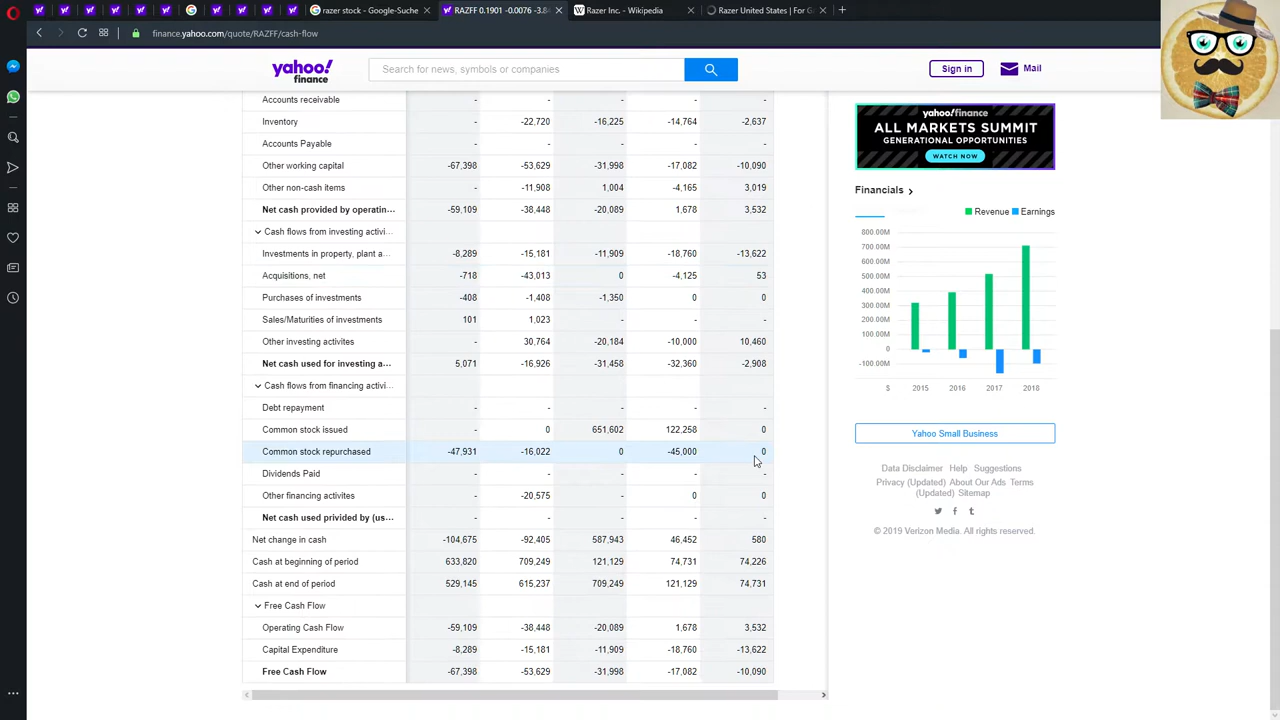 razer stock - Google-Suche
RAZFF 0.1901 -0.0076 -3.8
Razer Inc. - Wikipedia
Razer United States | For G
finance.yahoo.com/quote/RAZFF/cash-flow
yahoo!
finance
Search for news, symbols or companies
Sign in
Mail
Accounts receivable
Inventory - -22,720 -16,225 -14,764 -2,637
Accounts Payable - - - - -
Other working capital -67,398 -53,629 -31,998 -17,082 -10,090
Other non-cash items - -11,908 1,004 -4,165 3,019
Net cash provided by operatin... -59,109 -38,448 -20,089 1,678 3,532
Cash flows from investing activi...
Investments in property, plant a... -8,289 -15,181 -11,909 -18,760 -13,622
Acquisitions, net -718 -43,013 0 -4,125 53
Purchases of investments -408 -1,408 -1,350 0 0
Sales/Maturities of investments 101 1,023 - - -
Other investing activites - 30,764 -20,184 -10,000 10,460
Net cash used for investing a... 1,071 -16,926 -31,458 -32,360 -2,908
Cash flows from financing activi...
Debt repayment - - - - -
Common stock issued - 0 651,602 122,258 0
Common stock repurchased -47,931 -16,022 0 -45,000 0
Dividends Paid - - - - -
Other financing activites - -20,575 - 0 0
Net cash used privided by (us... - - - - -
Net change in cash -104,675 -92,405 587,943 46,452 580
Cash at beginning of period 633,820 709,249 121,129 74,731 74,226
Cash at end of period 529,145 615,237 709,249 121,129 74,731
Free Cash Flow
Operating Cash Flow -59,109 -38,448 -20,089 1,678 3,532
Capital Expenditure -8,289 -15,181 -11,909 -18,760 -13,622
Free Cash Flow -67,398 -53,629 -31,998 -17,082 -10,090
yahoo!finance
ALL MARKETS SUMMIT
GENERATIONAL OPPORTUNITIES
WATCH NOW
Financials
Revenue Earnings
800.00M
700.00M
600.00M
500.00M
400.00M
300.00M
200.00M
100.00M
0
-100.00M
$ 2015 2016 2017 2018
Yahoo Small Business
Data Disclaimer Help Suggestions
Privacy (Updated) About Our Ads Terms
(Updated) Sitemap
© 2019 Verizon Media. All rights reserved.